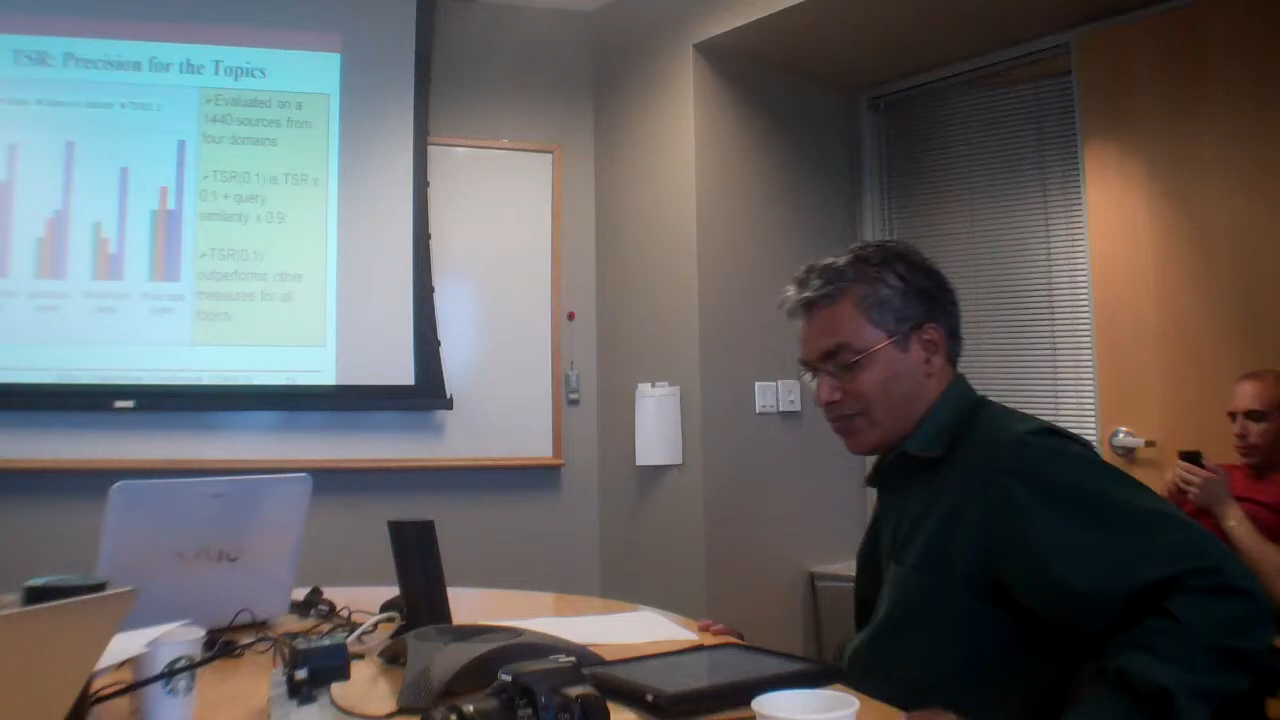 TSR: Precision for the Topics
➢Evaluated on a
1440 sources from
four domains
➢TSR(0.1) is TSR x
0.1 + query
similarity x 0.9
➢TSR(0.1)
outperforms other
measures for all
topics
VAIO